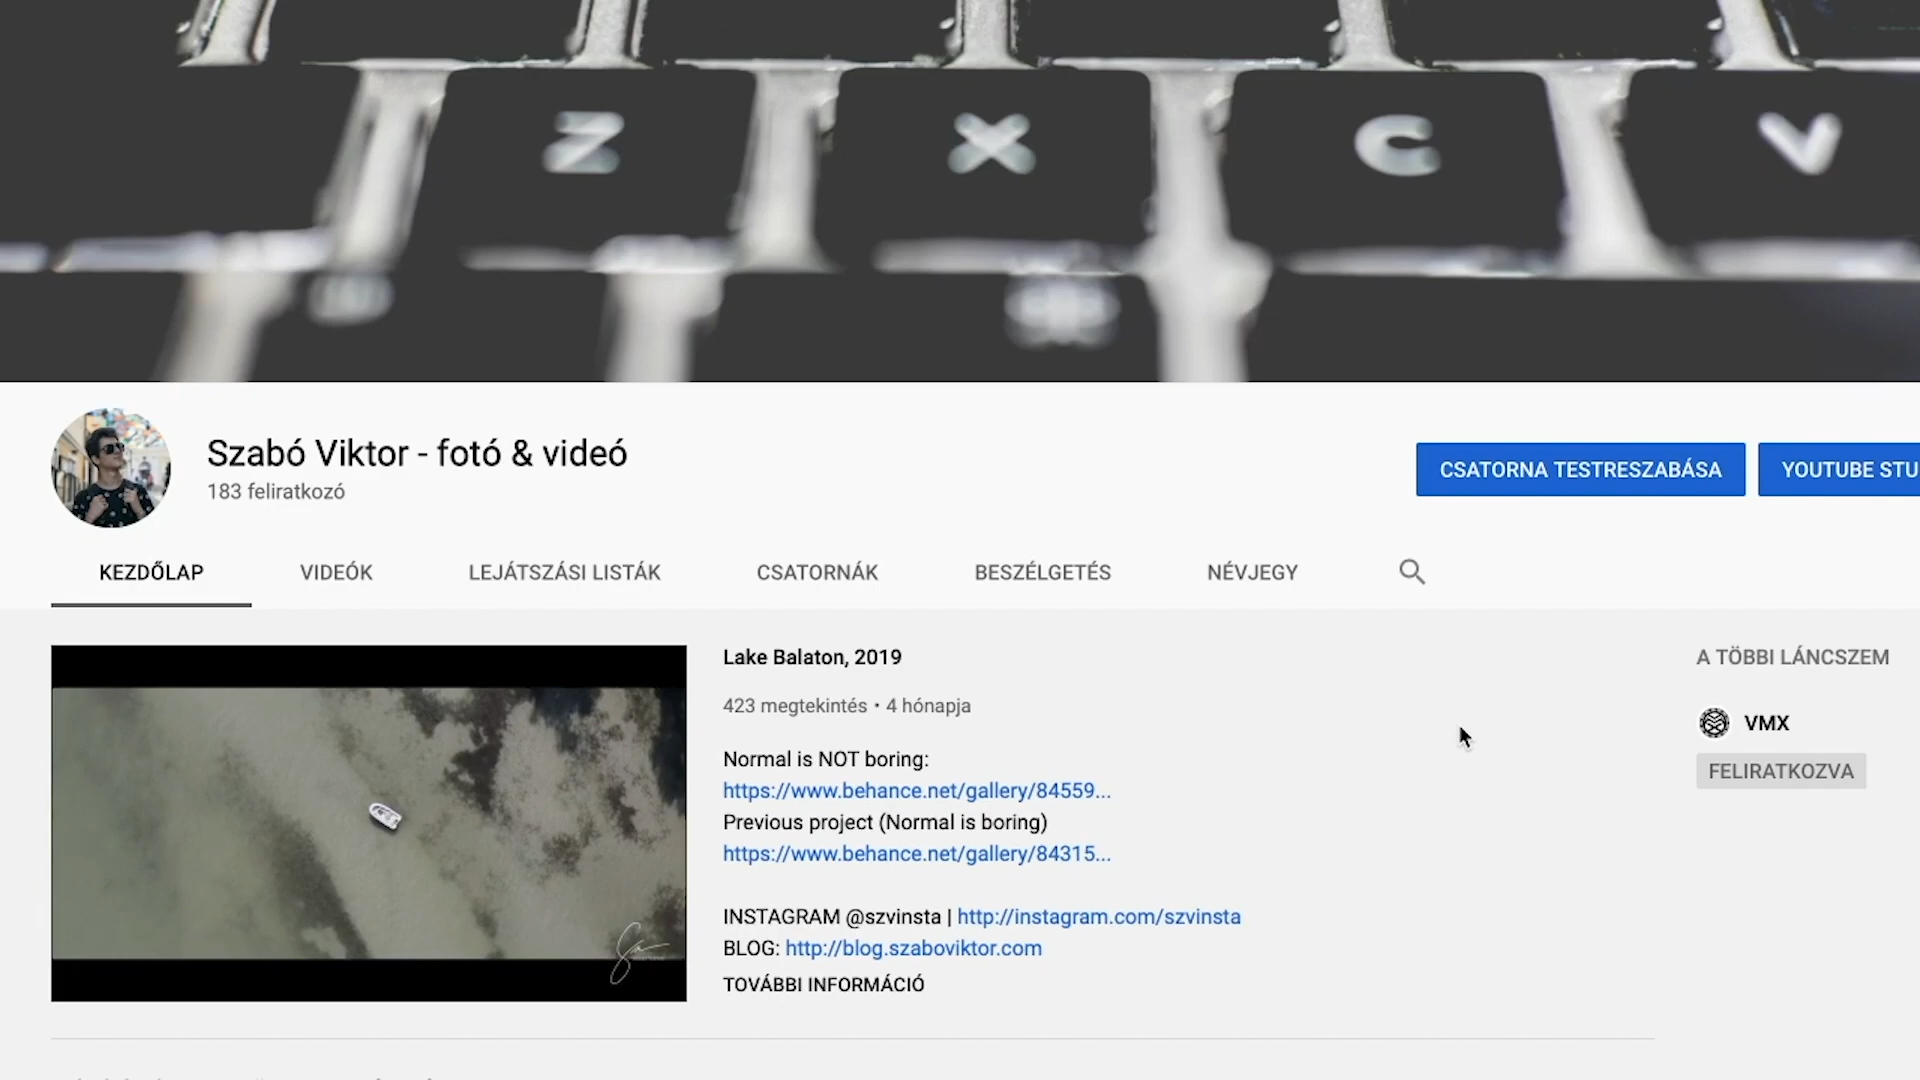 Z X C V
Szabó Viktor - fotó & videó
183 feliratkozó
CSATORNA TESTRESZABÁSA
YOUTUBE STU
KEZDŐLAP
VIDEÓK
LEJÁTSZÁSI LISTÁK
CSATORNÁK
BESZÉLGETÉS
NÉVJEGY
Lake Balaton, 2019
423 megtekintés • 4 hónapja
Normal is NOT boring:
https://www.behance.net/gallery/84559...
Previous project (Normal is boring)
https://www.behance.net/gallery/84315...
INSTAGRAM @szvinsta | http://instagram.com/szvinsta
BLOG: http://blog.szaboviktor.com
TOVÁBBI INFORMÁCIÓ
A TÖBBI LÁNCSZEM
VMX
FELIRATKOZVA